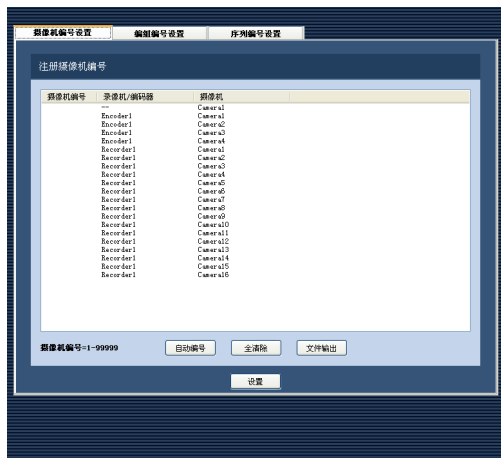 摄像机编号设置 编组编号设置 序列编号设置
注册摄像机编号
摄像机编号 录像机/编码器 摄像机
-- Camera1
Encoder1 Camera1
Encoder1 Camera2
Encoder1 Camera3
Encoder1 Camera4
Recorder1 Camera1
Recorder1 Camera2
Recorder1 Camera3
Recorder1 Camera4
Recorder1 Camera5
Recorder1 Camera6
Recorder1 Camera7
Recorder1 Camera8
Recorder1 Camera9
Recorder1 Camera10
Recorder1 Camera11
Recorder1 Camera12
Recorder1 Camera13
Recorder1 Camera14
Recorder1 Camera15
Recorder1 Camera16
摄像机编号=1-99999 自动编号 全清除 文件输出
设置